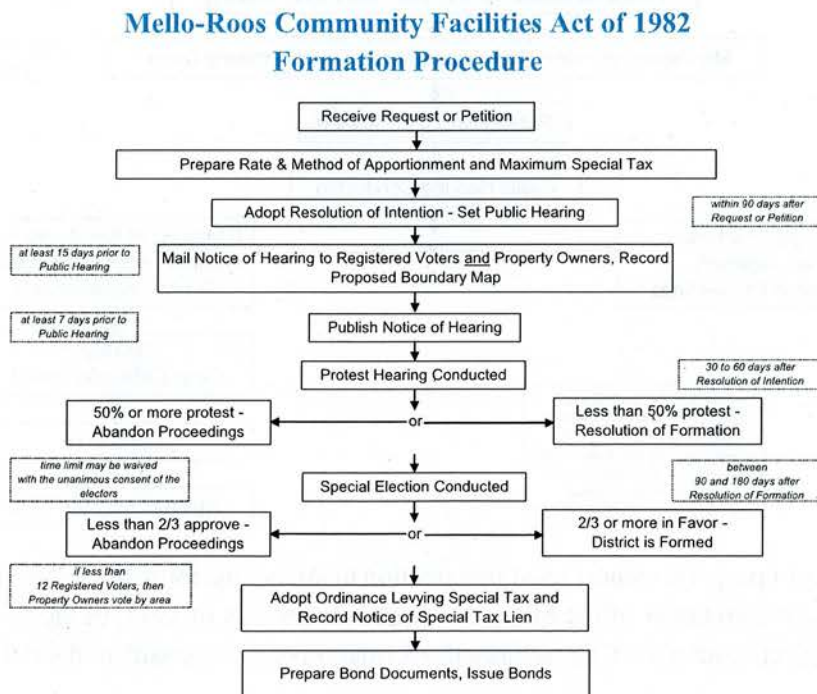 Mello-Roos Community Facilities Act of 1982
Formation Procedure
Receive Request or Petition
Prepare Rate & Method of Apportionment and Maximum Special Tax
Adopt Resolution of Intention - Set Public Hearing
within 90 days after
Request or Petition
at least 15 days prior to
Public Hearing
Mail Notice of Hearing to Registered Voters and Property Owners, Record
Proposed Boundary Map
at least 7 days prior to
Public Hearing
Publish Notice of Hearing
Protest Hearing Conducted
30 to 60 days after
Resolution of Intention
50% or more protest -
Abandon Proceedings
or
Less than 50% protest -
Resolution of Formation
time limit may be waived
with the unanimous consent of the
electors
Special Election Conducted
between
90 and 180 days after
Resolution of Formation
Less than 2/3 approve -
Abandon Proceedings
or
2/3 or more in Favor -
District is Formed
if less than
12 Registered Voters, then
Property Owners vote by area
Adopt Ordinance Levying Special Tax and
Record Notice of Special Tax Lien
Prepare Bond Documents, Issue Bonds